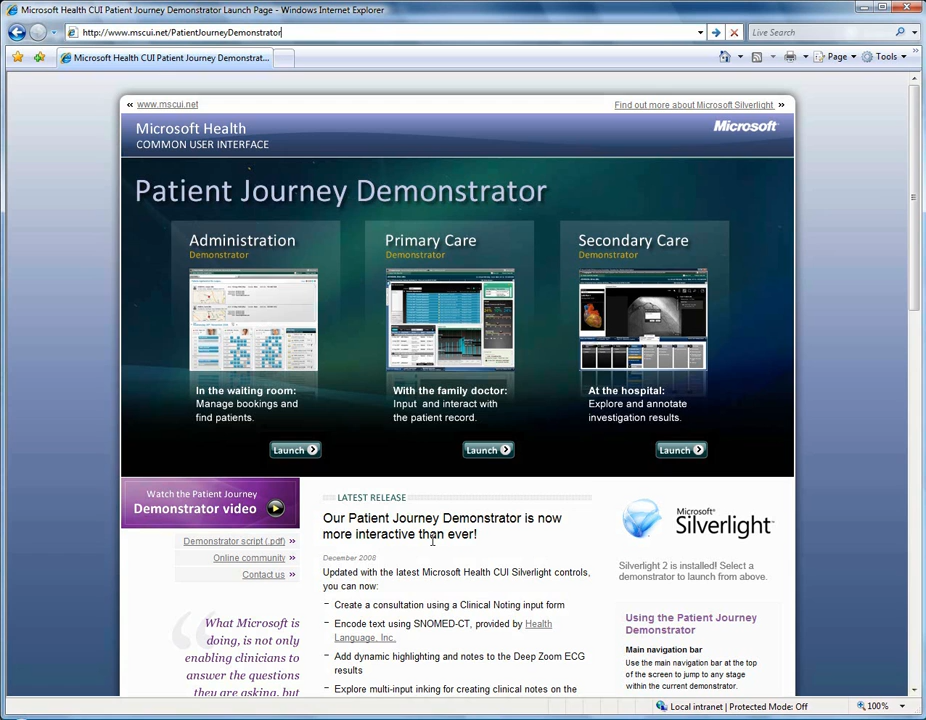 Microsoft Health CUI Patient Journey Demonstrator Launch Page - Windows Internet Explorer
http://www.mscui.net/PatientJourneyDemonstrator
Live Search
Microsoft Health CUI Patient Journey Demonstrat...
Page
Tools
« www.mscui.net
Find out more about Microsoft Silverlight »
Microsoft Health
COMMON USER INTERFACE
Microsoft
Patient Journey Demonstrator
Administration
Demonstrator
In the waiting room:
Manage bookings and
find patients.
Launch
Primary Care
Demonstrator
With the family doctor:
Input and interact with
the patient record.
Launch
Secondary Care
Demonstrator
At the hospital:
Explore and annotate
investigation results.
Launch
Watch the Patient Journey
Demonstrator video
Demonstrator script (.pdf) »
Online community »
Contact us »
What Microsoft is
doing, is not only
enabling clinicians to
answer the questions
they are asking, but
LATEST RELEASE
Our Patient Journey Demonstrator is now
more interactive than ever!
December 2008
Updated with the latest Microsoft Health CUI Silverlight controls,
you can now:
– Create a consultation using a Clinical Noting input form
– Encode text using SNOMED-CT, provided by Health
Language, Inc.
– Add dynamic highlighting and notes to the Deep Zoom ECG
results
– Explore multi-input inking for creating clinical notes on the
Microsoft®
Silverlight™
Silverlight 2 is installed! Select a
demonstrator to launch from above.
Using the Patient Journey
Demonstrator
Main navigation bar
Use the main navigation bar at the top
of the screen to jump to any stage
within the current demonstrator.
Local intranet | Protected Mode: Off
100%